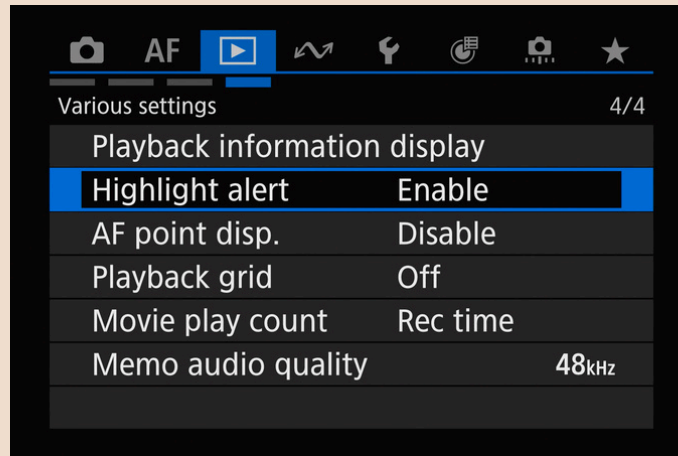 AF
Various settings 4/4
Playback information display
Highlight alert Enable
AF point disp. Disable
Playback grid Off
Movie play count Rec time
Memo audio quality 48kHz